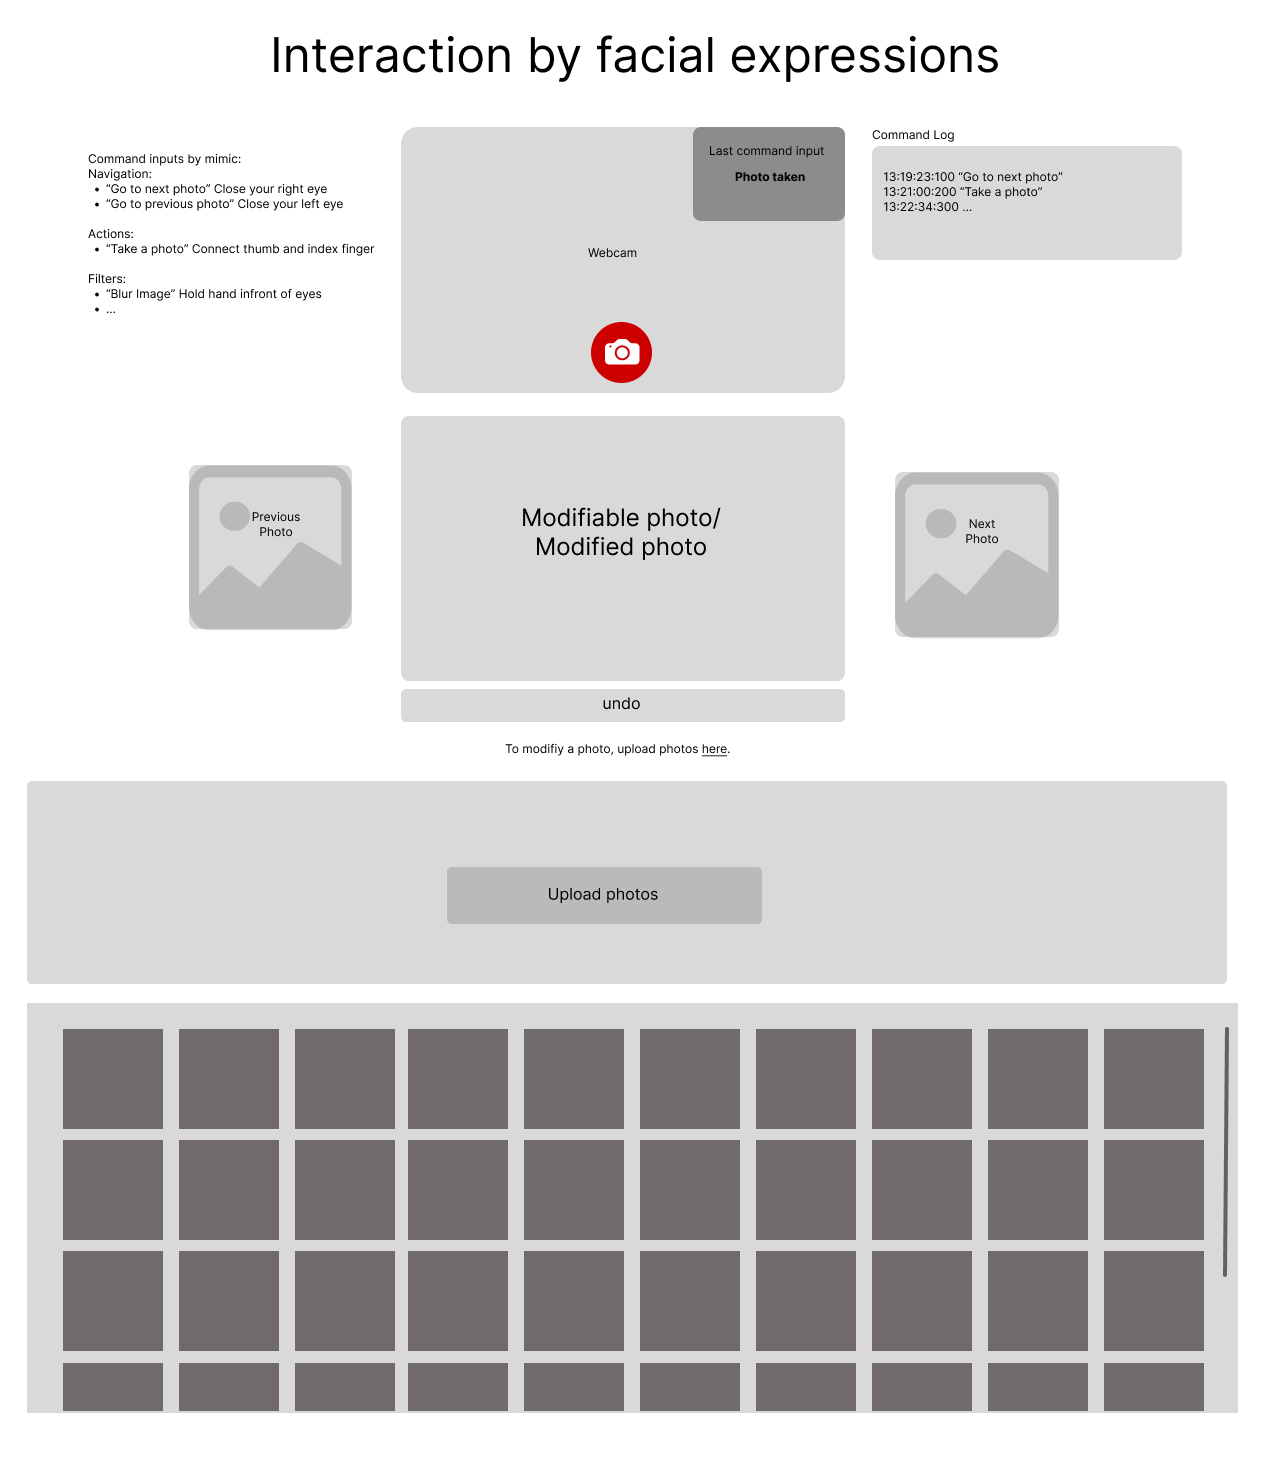 Interaction by facial expressions
Command inputs by mimic:
Navigation:
• “Go to next photo” Close your right eye
• “Go to previous photo” Close your left eye
Actions:
• “Take a photo” Connect thumb and index finger
Filters:
• “Blur Image” Hold hand infront of eyes
• ...
Last command input
Photo taken
Webcam
Command Log
13:19:23:100 “Go to next photo”
13:21:00:200 “Take a photo”
13:22:34:300 ...
Previous
Photo
Modifiable photo/
Modified photo
Next
Photo
undo
To modifiy a photo, upload photos here.
Upload photos